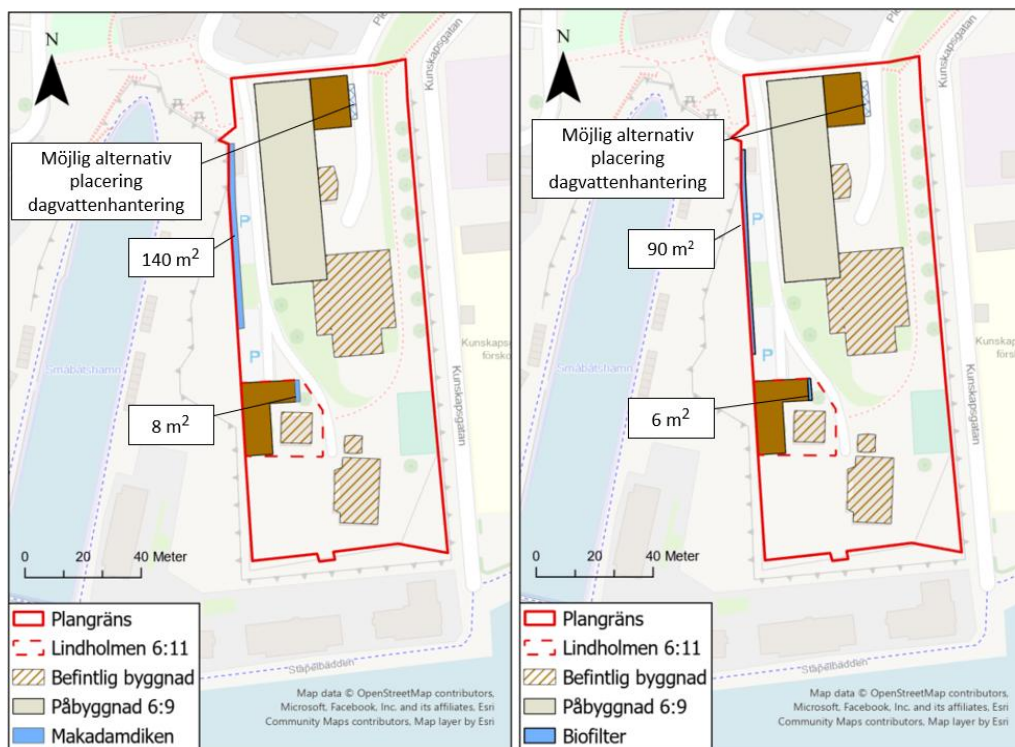 N
Kunskapsgatan
Möjlig alternativ
placering
dagvattenhantering
P
140 m²
Småbåtshamn
P
8 m²
Kunskapsgatan
0 20 40 Meter
Stapelbädden
Plangräns
Lindholmen 6:11
Befintlig byggnad
Påbyggnad 6:9
Makadamdiken
Map data © OpenStreetMap contributors,
Microsoft, Facebook, Inc. and its affiliates, Esri
Community Maps contributors, Map layer by Esri
N
Kunskapsgatan
Möjlig alternativ
placering
dagvattenhantering
P
90 m²
Småbåtshamn
P
6 m²
Kunskapsgatan
0 20 40 Meter
Stapelbädden
Plangräns
Lindholmen 6:11
Befintlig byggnad
Påbyggnad 6:9
Biofilter
Map data © OpenStreetMap contributors,
Microsoft, Facebook, Inc. and its affiliates, Esri
Community Maps contributors, Map layer by Esri